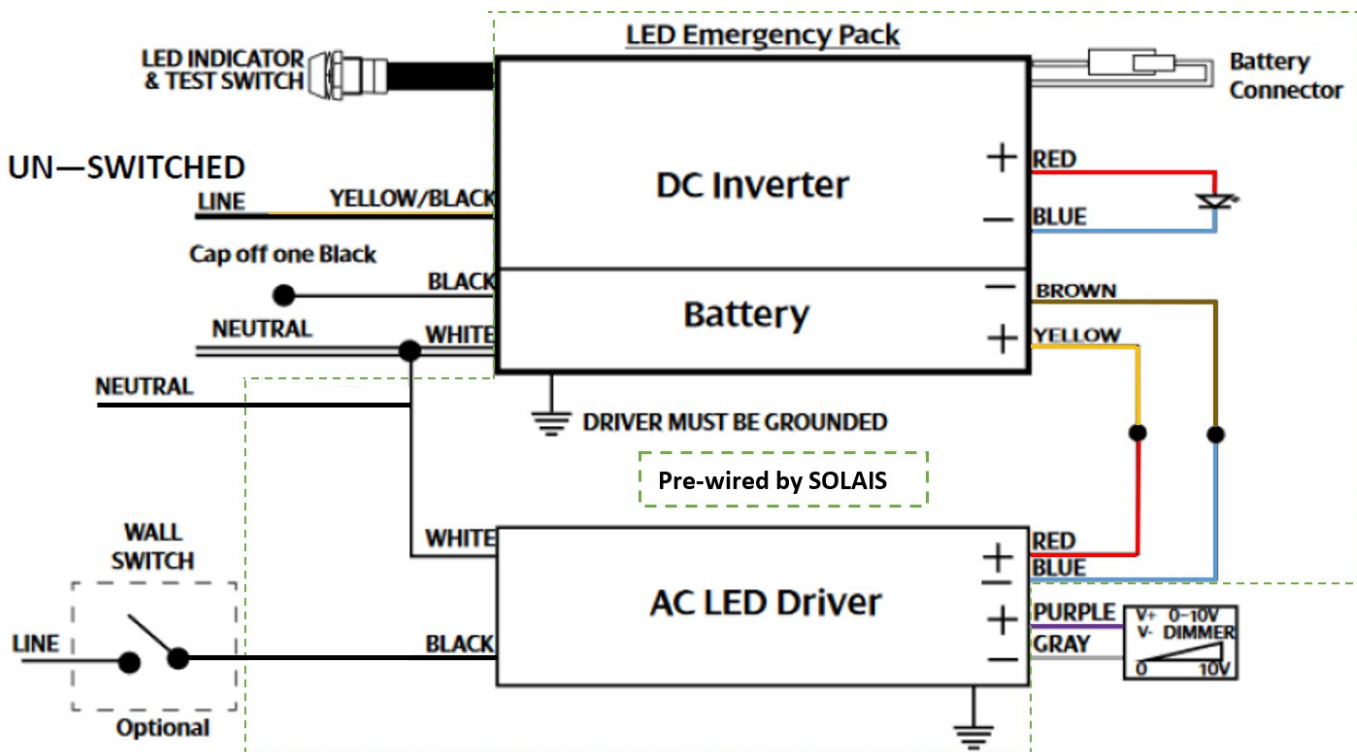 LED Emergency Pack
LED INDICATOR
& TEST SWITCH
Battery
Connector
UN—SWITCHED
LINE
YELLOW/BLACK
DC Inverter
+
RED
−
BLUE
Cap off one Black
BLACK
Battery
−
BROWN
NEUTRAL
WHITE
+
YELLOW
NEUTRAL
DRIVER MUST BE GROUNDED
Pre-wired by SOLAIS
WALL
SWITCH
WHITE
AC LED Driver
+
RED
−
BLUE
+
PURPLE
V+ 0-10V
V- DIMMER
LINE
BLACK
−
GRAY
0 10V
Optional